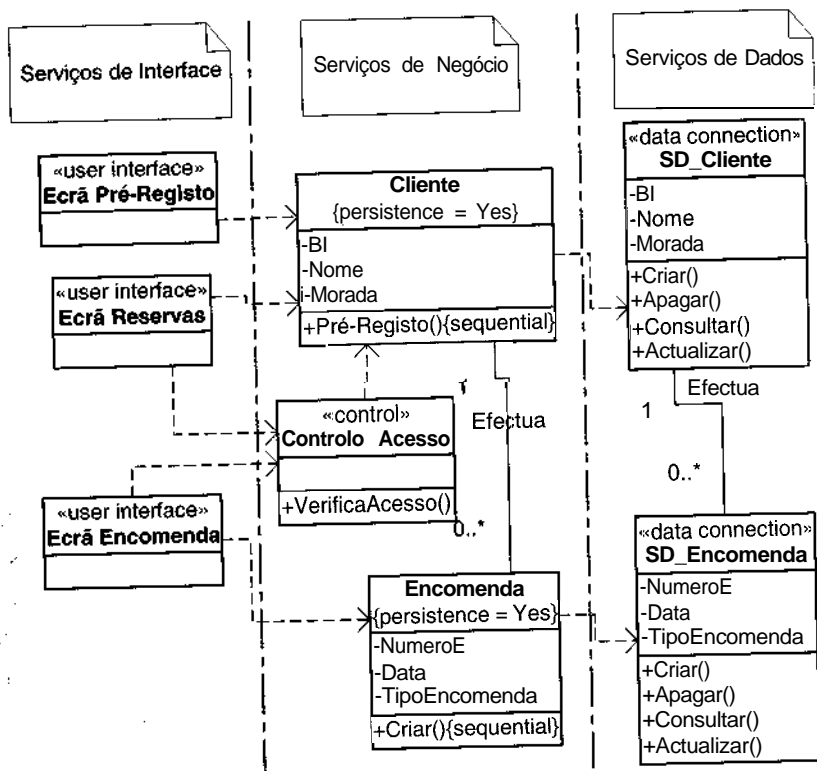 Serviços de Interface
Serviços de Negócio
Serviços de Dados
«user interface»
Ecrã Pré-Registo
«user interface»
Ecrã Reservas
«user interface»
Ecrã Encomenda
Cliente
{persistence = Yes}
-BI
-Nome
-Morada
+Pré-Registo(){sequential}
«control»
Controlo Acesso
+VerificaAcesso()
1
Efectua
0..*
Encomenda
{persistence = Yes}
-NumeroE
-Data
-TipoEncomenda
+Criar(){sequential}
«data connection»
SD_Cliente
-BI
-Nome
-Morada
+Criar()
+Apagar()
+Consultar()
+Actualizar()
Efectua
1
0..*
«data connection»
SD_Encomenda
-NumeroE
-Data
-TipoEncomenda
+Criar()
+Apagar()
+Consultar()
+Actualizar()